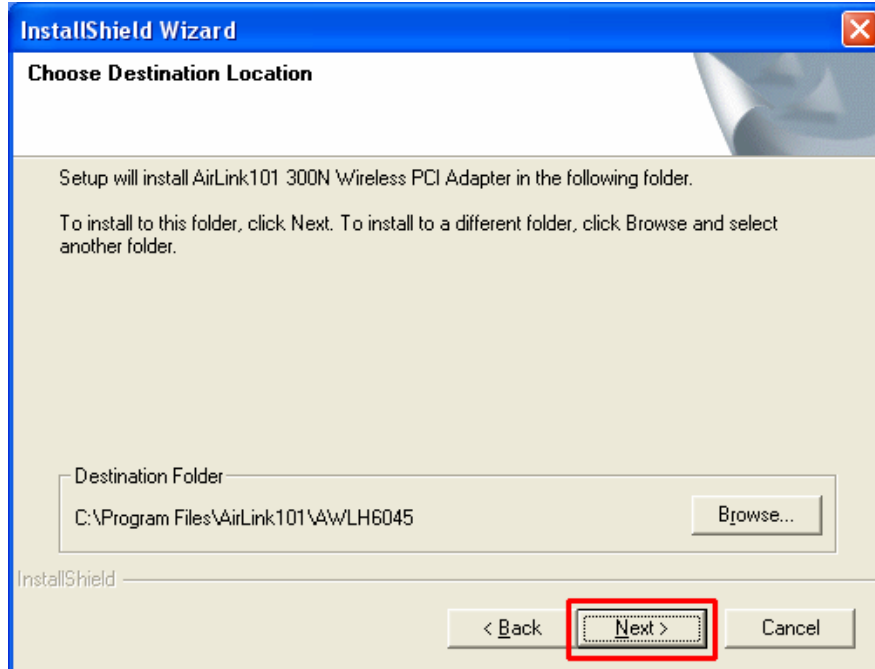 InstallShield Wizard
Choose Destination Location
Setup will install AirLink101 300N Wireless PCI Adapter in the following folder.
To install to this folder, click Next. To install to a different folder, click Browse and select
another folder.
Destination Folder
C:\Program Files\AirLink101\AWLH6045
Browse...
InstallShield
< Back
Next >
Cancel